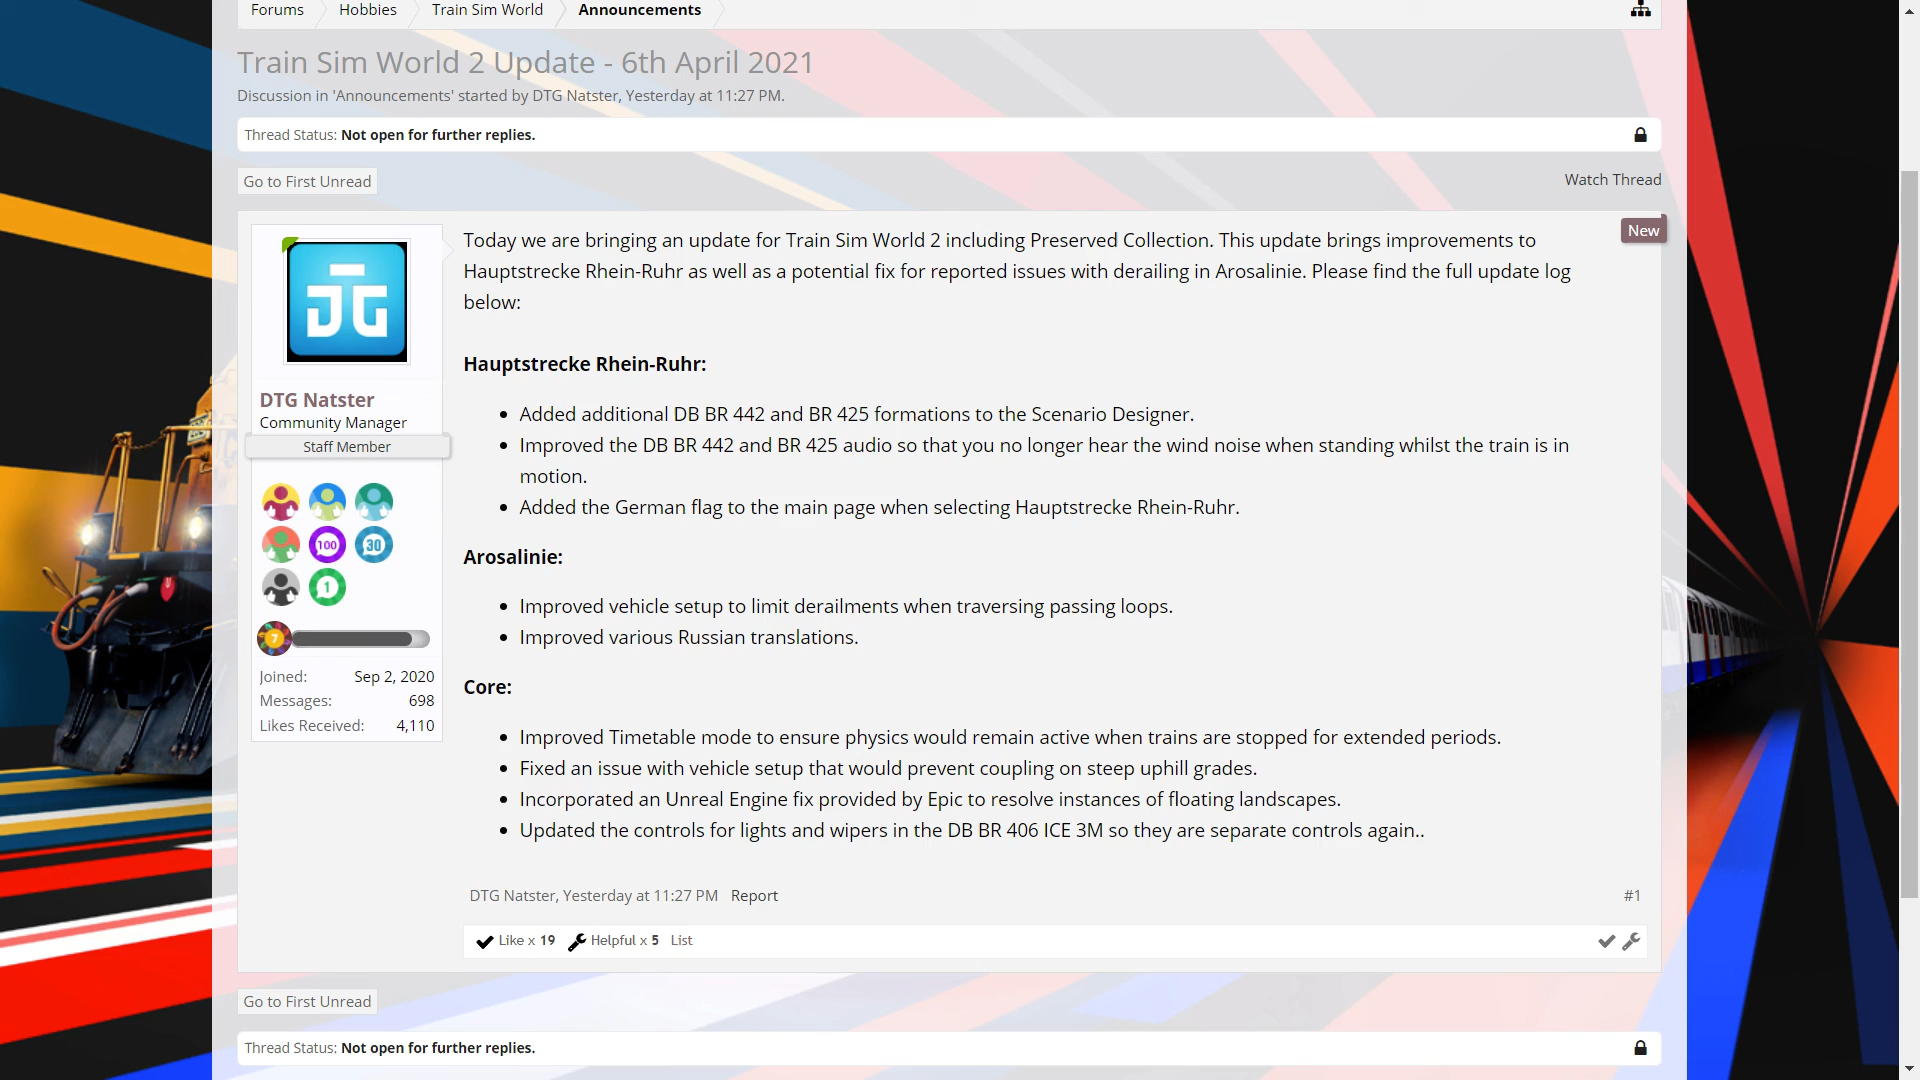 Forums Hobbies Train Sim World Announcements
Train Sim World 2 Update - 6th April 2021
Discussion in 'Announcements' started by DTG Natster, Yesterday at 11:27 PM.
Thread Status: Not open for further replies.
Go to First Unread
Watch Thread
New
DTG Natster
Community Manager
Staff Member
100
30
1
7
Joined: Sep 2, 2020
Messages: 698
Likes Received: 4,110
Today we are bringing an update for Train Sim World 2 including Preserved Collection. This update brings improvements to
Hauptstrecke Rhein-Ruhr as well as a potential fix for reported issues with derailing in Arosalinie. Please find the full update log
below:
Hauptstrecke Rhein-Ruhr:
• Added additional DB BR 442 and BR 425 formations to the Scenario Designer.
• Improved the DB BR 442 and BR 425 audio so that you no longer hear the wind noise when standing whilst the train is in
motion.
• Added the German flag to the main page when selecting Hauptstrecke Rhein-Ruhr.
Arosalinie:
• Improved vehicle setup to limit derailments when traversing passing loops.
• Improved various Russian translations.
Core:
• Improved Timetable mode to ensure physics would remain active when trains are stopped for extended periods.
• Fixed an issue with vehicle setup that would prevent coupling on steep uphill grades.
• Incorporated an Unreal Engine fix provided by Epic to resolve instances of floating landscapes.
• Updated the controls for lights and wipers in the DB BR 406 ICE 3M so they are separate controls again..
DTG Natster, Yesterday at 11:27 PM Report #1
Like x 19 Helpful x 5 List
Go to First Unread
Thread Status: Not open for further replies.